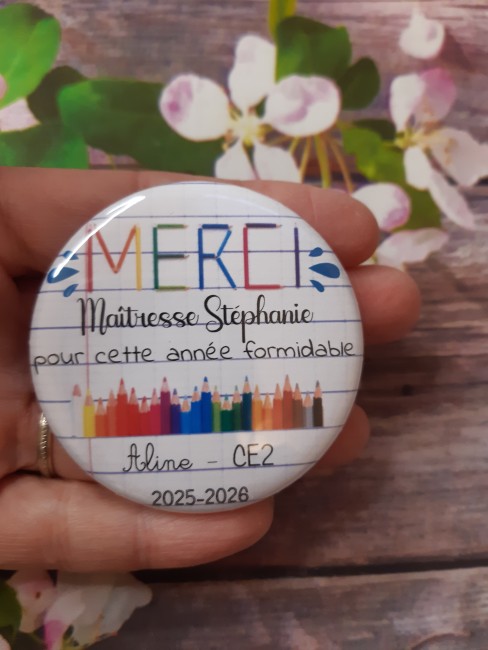 MERCI
Maîtresse Stéphanie
pour cette année formidable
Aline - CE2
2025-2026